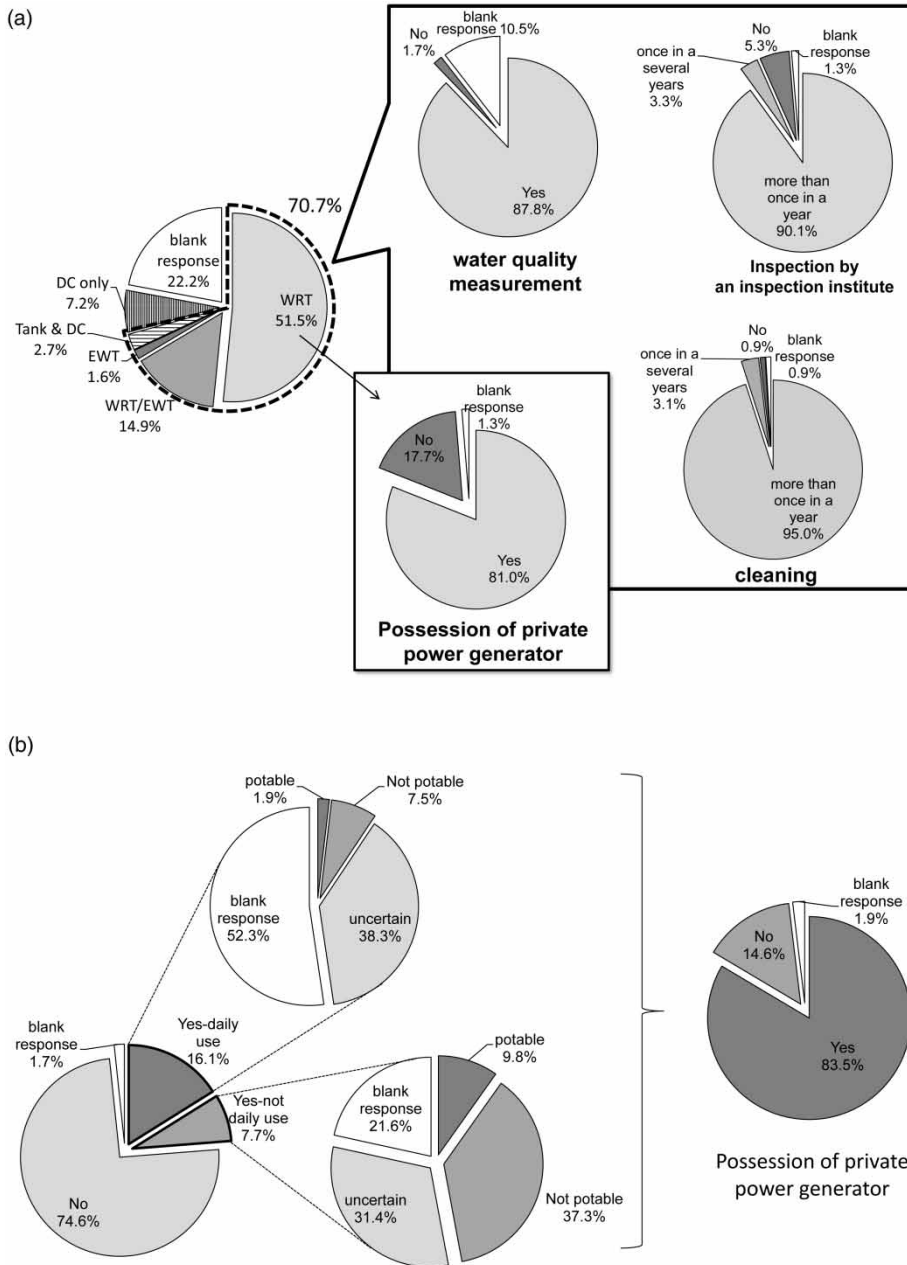 (a)
No
1.7%
blank
response 10.5%
Yes
87.8%
water quality
measurement
once in a
several
years
3.3%
No
5.3%
blank
response
1.3%
more than
once in a
year
90.1%
Inspection by
an inspection institute
70.7%
blank
response
22.2%
DC only
7.2%
Tank & DC
2.7%
EWT
1.6%
WRT/EWT
14.9%
WRT
51.5%
once in a
several
years
3.1%
No
0.9%
blank
response
0.9%
more than
once in a
year
95.0%
cleaning
blank
response
1.3%
No
17.7%
Yes
81.0%
Possession of private
power generator
(b)
potable
1.9%
Not potable
7.5%
blank
response
52.3%
uncertain
38.3%
blank
response
1.7%
Yes-daily
use
16.1%
Yes-not
daily use
7.7%
No
74.6%
potable
9.8%
blank
response
21.6%
uncertain
31.4%
Not potable
37.3%
blank
response
1.9%
No
14.6%
Yes
83.5%
Possession of private
power generator